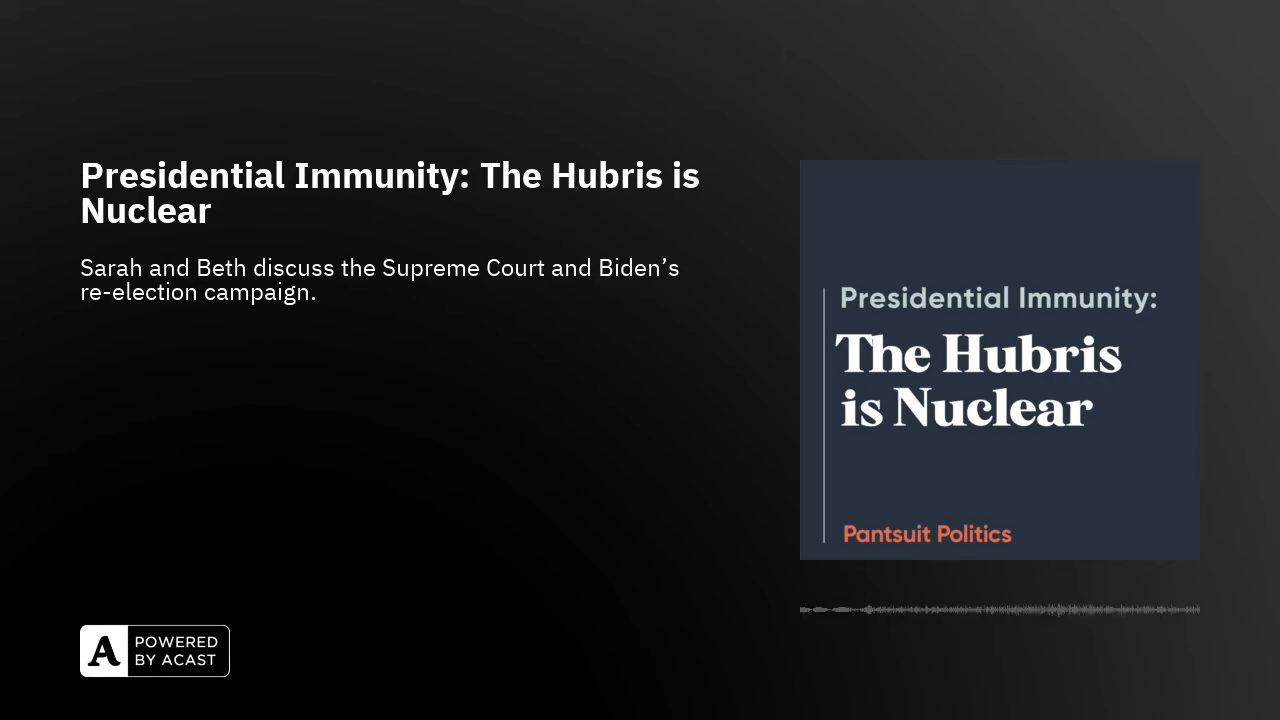 Presidential Immunity: The Hubris is
Nuclear
Sarah and Beth discuss the Supreme Court and Biden’s
re-election campaign.
Presidential Immunity:
The Hubris
is Nuclear
Pantsuit Politics
A
POWERED
BY ACAST